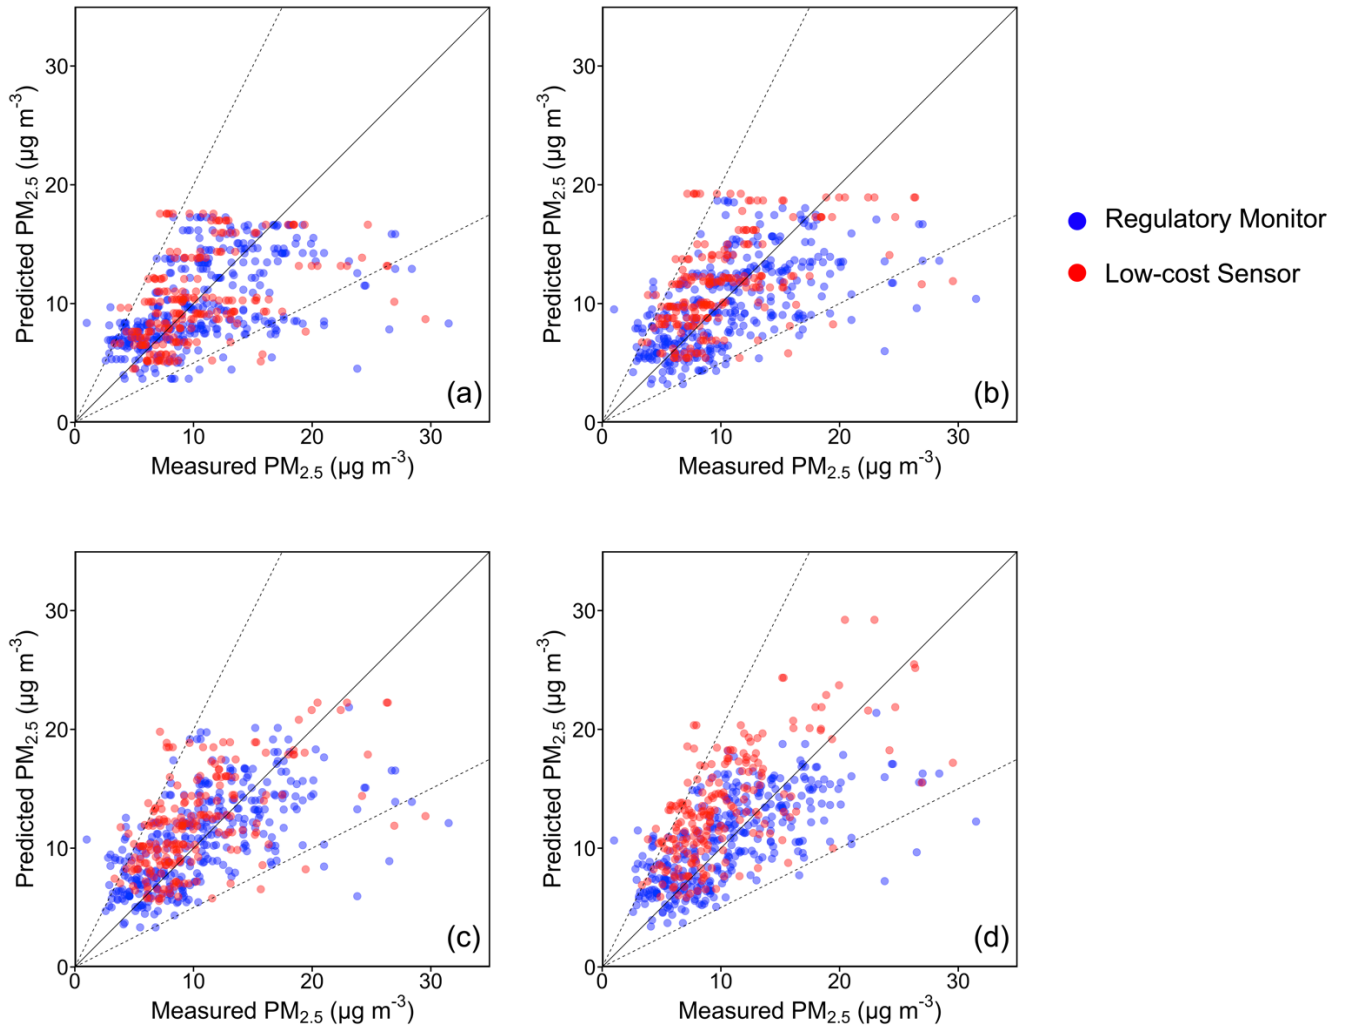 30
20
10
0
0 10 20 30
Predicted PM2.5 (µg m-3)
Measured PM2.5 (µg m-3)
(a)
30
20
10
0
0 10 20 30
Predicted PM2.5 (µg m-3)
Measured PM2.5 (µg m-3)
(b)
Regulatory Monitor
Low-cost Sensor
30
20
10
0
0 10 20 30
Predicted PM2.5 (µg m-3)
Measured PM2.5 (µg m-3)
(c)
30
20
10
0
0 10 20 30
Predicted PM2.5 (µg m-3)
Measured PM2.5 (µg m-3)
(d)